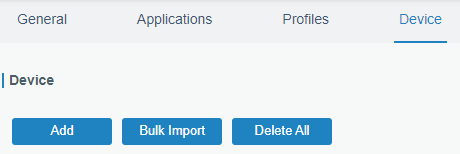 General Applications Profiles Device
Device
Add Bulk Import Delete All